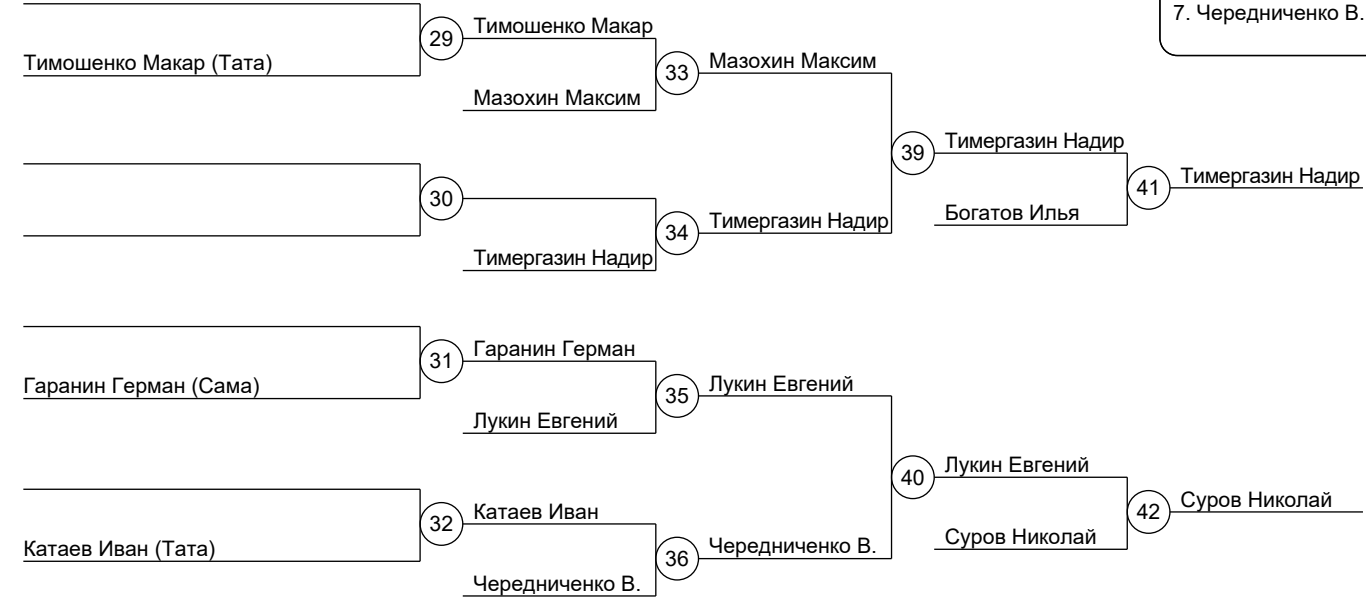 7. Чередниченко В.
Тимошенко Макар
29
Тимошенко Макар (Тата)
Мазохин Максим
33
Мазохин Максим
Тимергазин Надир
39
Тимергазин Надир
41
30
Богатов Илья
Тимергазин Надир
34
Тимергазин Надир
Гаранин Герман
31
Гаранин Герман (Сама)
Лукин Евгений
35
Лукин Евгений
Лукин Евгений
40
Суров Николай
42
Катаев Иван
32
Суров Николай
Катаев Иван (Тата)
Чередниченко В.
36
Чередниченко В.